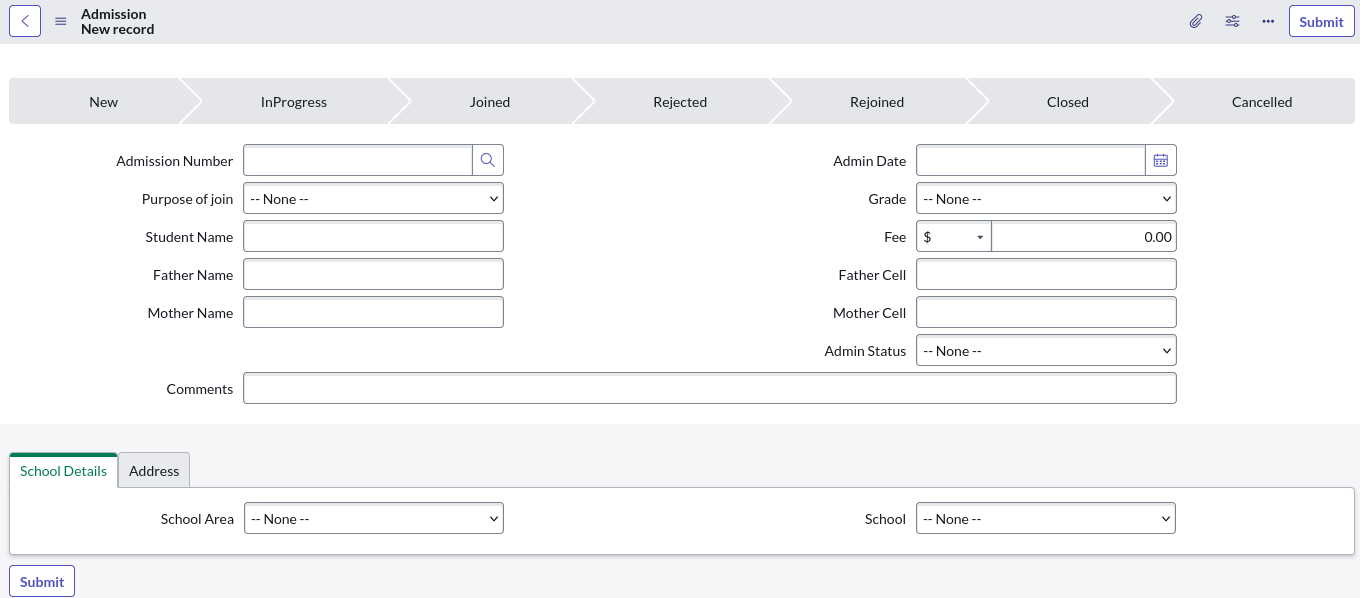 Admission
New record
Submit
New InProgress Joined Rejected Rejoined Closed Cancelled
Admission Number Admin Date
Purpose of join -- None -- Grade -- None --
Student Name Fee $ 0.00
Father Name Father Cell
Mother Name Mother Cell
Admin Status -- None --
Comments
School Details Address
School Area -- None -- School -- None --
Submit